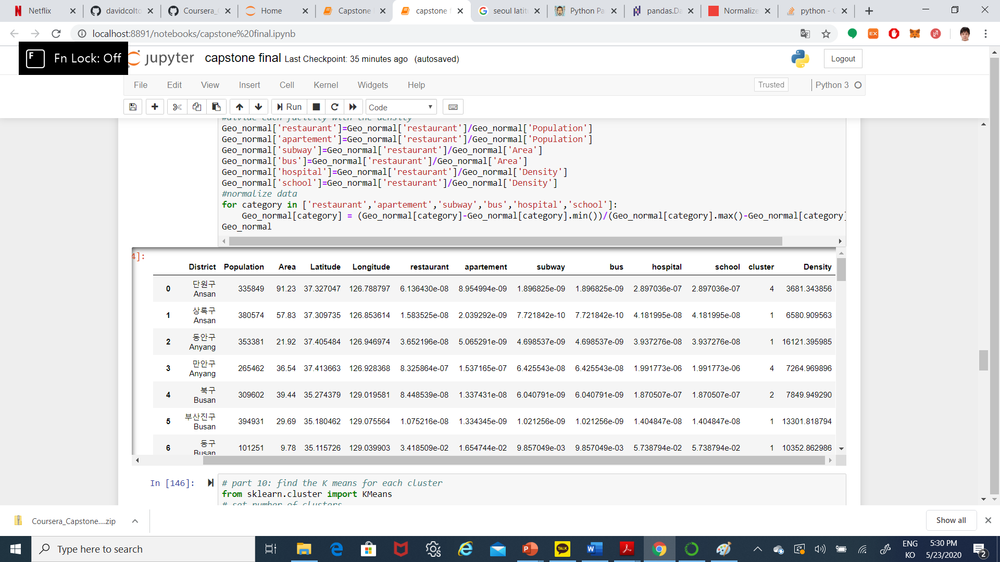 Netflix
davidcolto
Coursera_
Home
Capstone
capstone f
seoul latit
Python Pa
pandas.Da
Normalize
python - 
localhost:8891/notebooks/capstone%20final.ipynb
F
Fn Lock: Off
jupyter
capstone final Last Checkpoint: 35 minutes ago (autosaved)
Logout
File Edit View Insert Cell Kernel Widgets Help
Trusted
Python 3
Run
Code
#divide each facility with the density
Geo_normal['restaurant']=Geo_normal['restaurant']/Geo_normal['Population']
Geo_normal['apartement']=Geo_normal['restaurant']/Geo_normal['Population']
Geo_normal['subway']=Geo_normal['restaurant']/Geo_normal['Area']
Geo_normal['bus']=Geo_normal['restaurant']/Geo_normal['Area']
Geo_normal['hospital']=Geo_normal['restaurant']/Geo_normal['Density']
Geo_normal['school']=Geo_normal['restaurant']/Geo_normal['Density']
#normalize data
for category in ['restaurant','apartement','subway','bus','hospital','school']:
Geo_normal[category] = (Geo_normal[category]-Geo_normal[category].min())/(Geo_normal[category].max()-Geo_normal[category]
Geo_normal
4]:
District Population Area Latitude Longitude restaurant apartement subway bus hospital school cluster Density
0 단원구 Ansan 335849 91.23 37.327047 126.788797 6.136430e-08 8.954994e-09 1.896825e-09 1.896825e-09 2.897036e-07 2.897036e-07 4 3681.343856
1 상록구 Ansan 380574 57.83 37.309735 126.853614 1.583525e-08 2.039292e-09 7.721842e-10 7.721842e-10 4.181995e-08 4.181995e-08 1 6580.909563
2 동안구 Anyang 353381 21.92 37.405484 126.946974 3.652196e-08 5.065291e-09 4.698537e-09 4.698537e-09 3.937276e-08 3.937276e-08 1 16121.395985
3 만안구 Anyang 265462 36.54 37.413663 126.928368 8.325864e-07 1.537165e-07 6.425543e-08 6.425543e-08 1.991773e-06 1.991773e-06 4 7264.969896
4 북구 Busan 309602 39.44 35.274379 129.019581 8.448539e-08 1.337431e-08 6.040791e-09 6.040791e-09 1.870507e-07 1.870507e-07 2 7849.949290
5 부산진구 Busan 394931 29.69 35.180462 129.075564 1.075216e-08 1.334345e-09 1.021256e-09 1.021256e-09 1.404847e-08 1.404847e-08 1 13301.818794
6 동구 Busan 101251 9.78 35.115726 129.039903 3.418509e-02 1.654744e-02 9.857049e-03 9.857049e-03 5.738794e-02 5.738794e-02 1 10352.862986
In [146]:
# part 10: find the K means for each cluster
from sklearn.cluster import KMeans
# set number of clusters
Coursera_Capstone....zip
Show all
Type here to search
ENG
KO
5:30 PM
5/23/2020
2